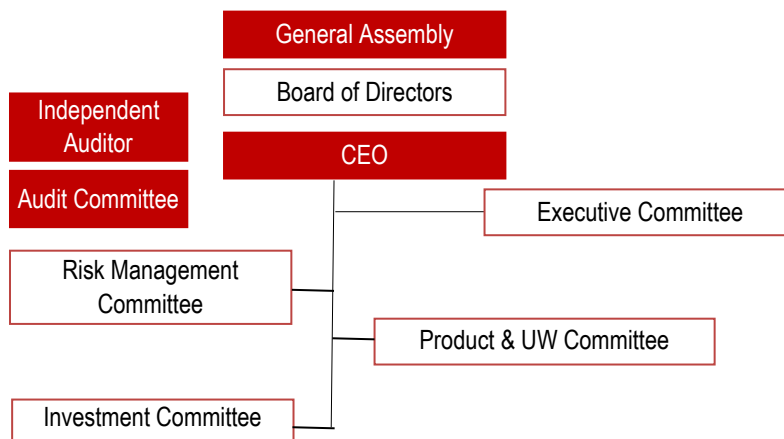 General Assembly
Board of Directors
Independent
Auditor
CEO
Audit Committee
Executive Committee
Risk Management
Committee
Product & UW Committee
Investment Committee